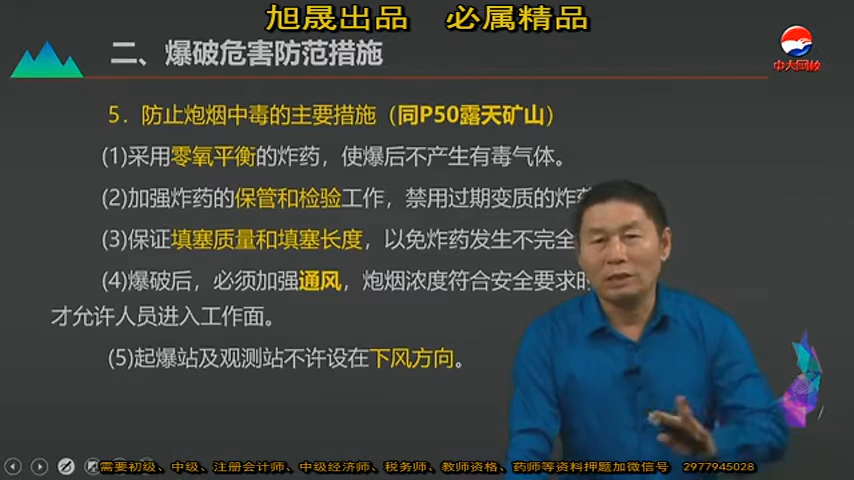 旭晟出品 必属精品
二、爆破危害防范措施
中大网校
5．防止炮烟中毒的主要措施（同P50露天矿山）
(1)采用零氧平衡的炸药，使爆后不产生有毒气体。
(2)加强炸药的保管和检验工作，禁用过期变质的炸药
(3)保证填塞质量和填塞长度，以免炸药发生不完全
(4)爆破后，必须加强通风，炮烟浓度符合安全要求时
才允许人员进入工作面。
(5)起爆站及观测站不许设在下风方向。
需要初级、中级、注册会计师、中级经济师、税务师、教师资格、药师等资料押题加微信号 2977945028